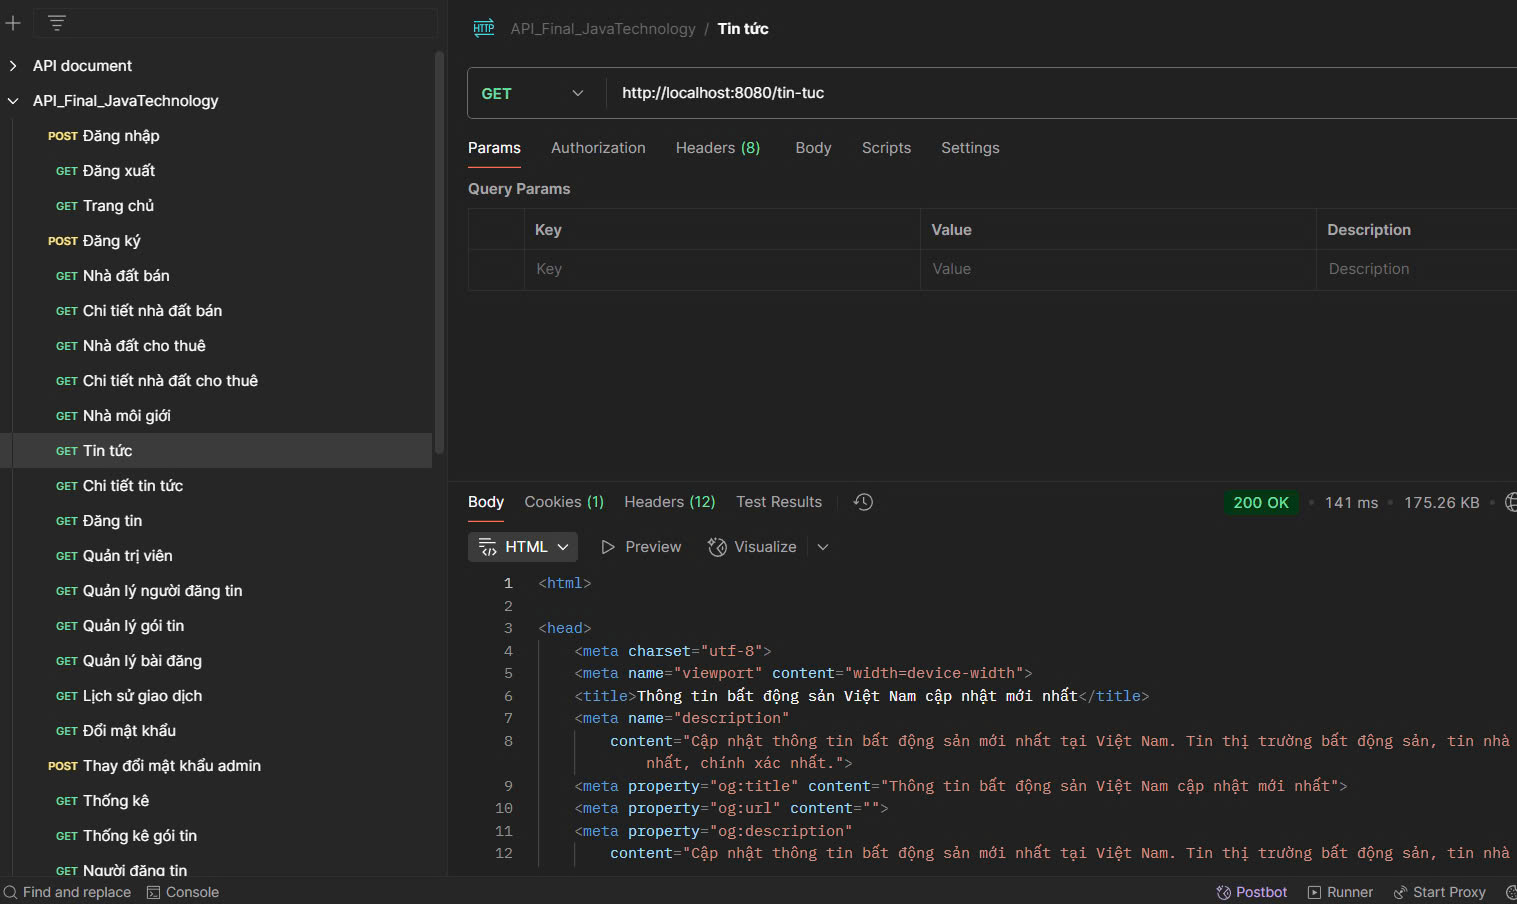 API document
API_Final_JavaTechnology
POST Đăng nhập
GET Đăng xuất
GET Trang chủ
POST Đăng ký
GET Nhà đất bán
GET Chi tiết nhà đất bán
GET Nhà đất cho thuê
GET Chi tiết nhà đất cho thuê
GET Nhà môi giới
GET Tin tức
GET Chi tiết tin tức
GET Đăng tin
GET Quản trị viên
GET Quản lý người đăng tin
GET Quản lý gói tin
GET Quản lý bài đăng
GET Lịch sử giao dịch
GET Đổi mật khẩu
POST Thay đổi mật khẩu admin
GET Thống kê
GET Thống kê gói tin
GET Người đăng tin
HTTP API_Final_JavaTechnology / Tin tức
GET http://localhost:8080/tin-tuc
Params Authorization Headers (8) Body Scripts Settings
Query Params
Key Value Description
Key Value Description
Body Cookies (1) Headers (12) Test Results 200 OK • 141 ms • 175.26 KB •
HTML Preview Visualize
1 <html>
2
3 <head>
4 <meta charset="utf-8">
5 <meta name="viewport" content="width=device-width">
6 <title>Thông tin bất động sản Việt Nam cập nhật mới nhất</title>
7 <meta name="description"
8 content="Cập nhật thông tin bất động sản mới nhất tại Việt Nam. Tin thị trường bất động sản, tin nhà
nhất, chính xác nhất.">
9 <meta property="og:title" content="Thông tin bất động sản Việt Nam cập nhật mới nhất">
10 <meta property="og:url" content="">
11 <meta property="og:description"
12 content="Cập nhật thông tin bất động sản mới nhất tại Việt Nam. Tin thị trường bất động sản, tin nhà
Find and replace Console Postbot Runner Start Proxy